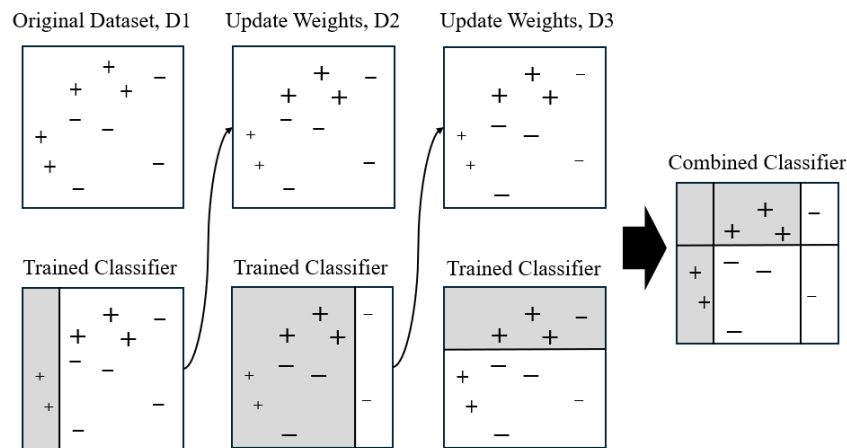 Original Dataset, D1
Update Weights, D2
Update Weights, D3
Combined Classifier
Trained Classifier
Trained Classifier
Trained Classifier